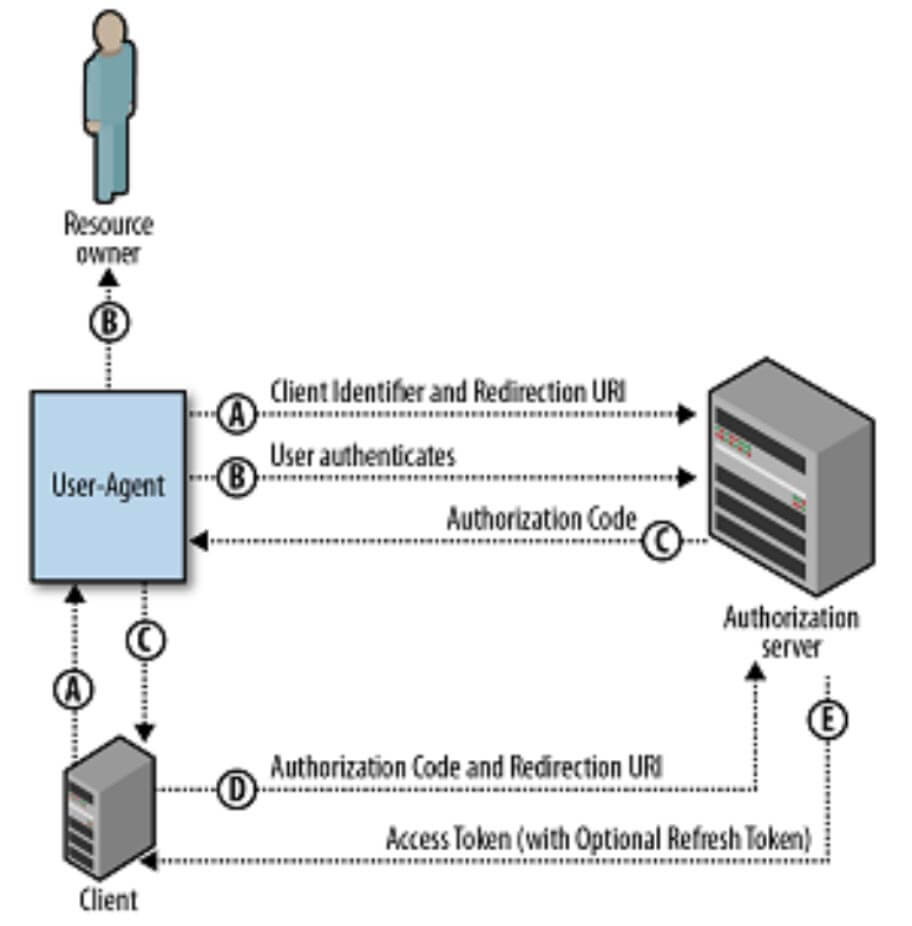 Resource
owner
B
Client Identifier and Redirection URI
A
User authenticates
User-Agent
B
Authorization Code
C
Authorization
server
C
A
E
Authorization Code and Redirection URI
D
Access Token (with Optional Refresh Token)
Client